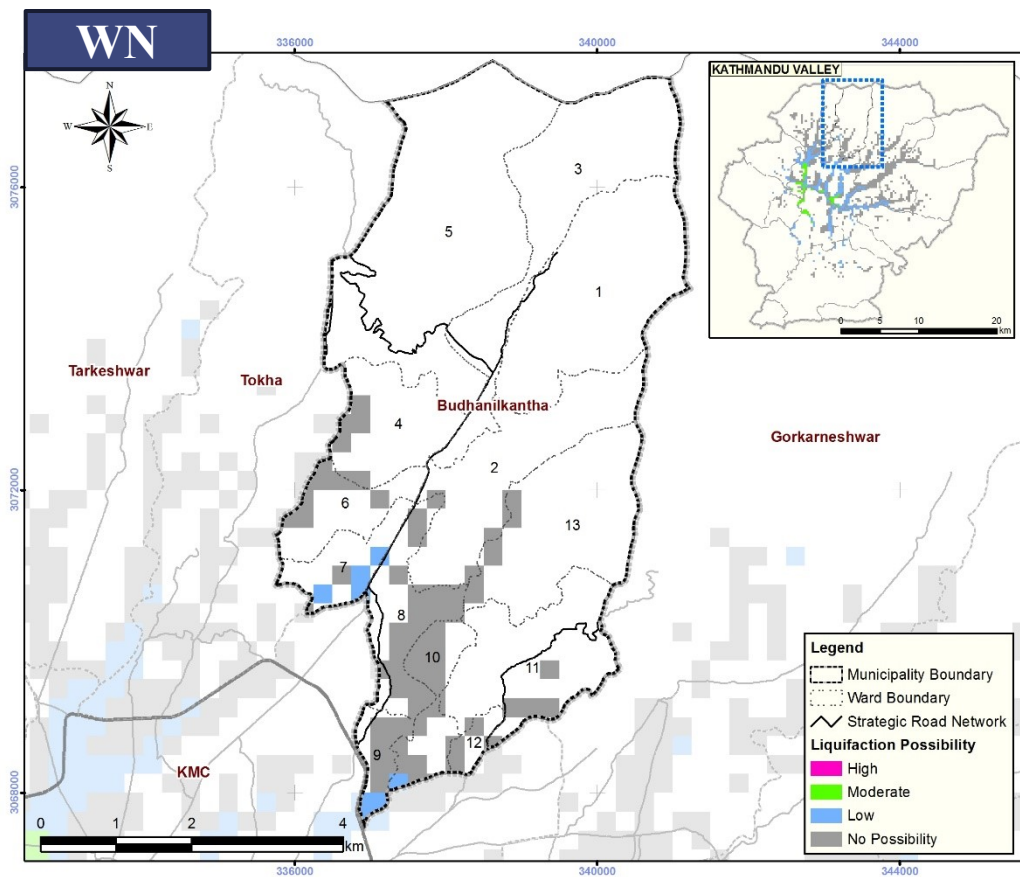 WN
336000
340000
344000
KATHMANDU VALLEY
N
W
E
S
0
5
10
20
km
3076000
3
5
1
Tarkeshwar
Tokha
Budhanilkantha
4
Gorkarneshwar
2
3072000
6
13
7
8
10
11
12
9
KMC
3068000
Legend
Municipality Boundary
Ward Boundary
Strategic Road Network
Liquifaction Possibility
High
Moderate
Low
No Possibility
0
1
2
4
km
336000
340000
344000